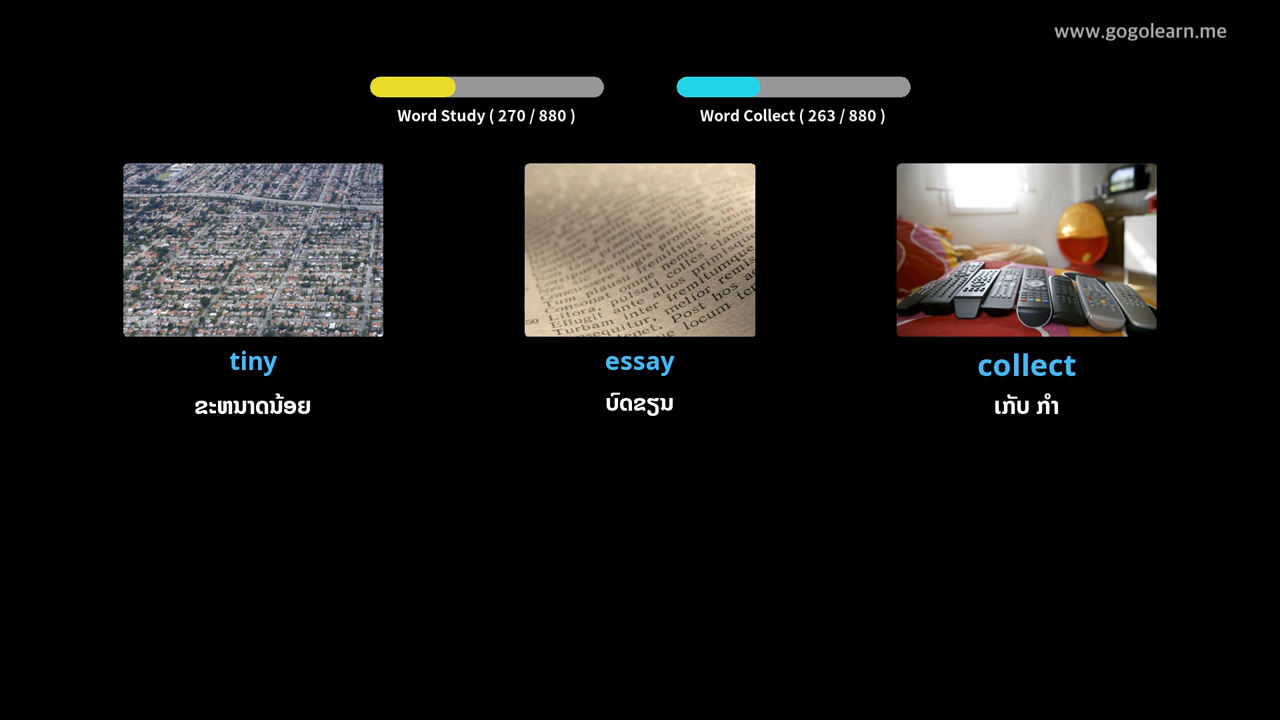 www.gogolearn.me
Word Study ( 270 / 880 )
Word Collect ( 263 / 880 )
tiny
essay
collect
ຂະຫນາດນ້ອຍ
ບົດຂຽນ
ເກັບ ກຳ